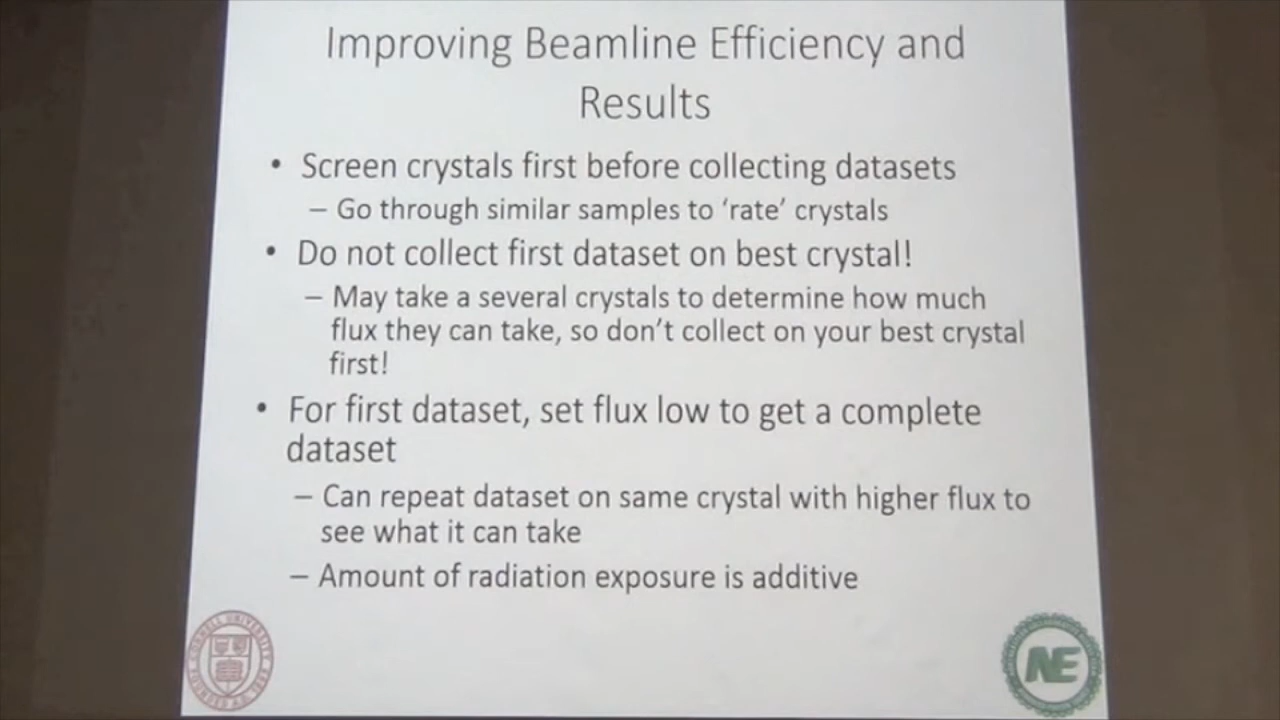 Improving Beamline Efficiency and
Results
• Screen crystals first before collecting datasets
– Go through similar samples to ‘rate’ crystals
• Do not collect first dataset on best crystal!
– May take a several crystals to determine how much
flux they can take, so don’t collect on your best crystal
first!
• For first dataset, set flux low to get a complete
dataset
– Can repeat dataset on same crystal with higher flux to
see what it can take
– Amount of radiation exposure is additive
CORNELL UNIVERSITY
FOUNDED A.D.
NE